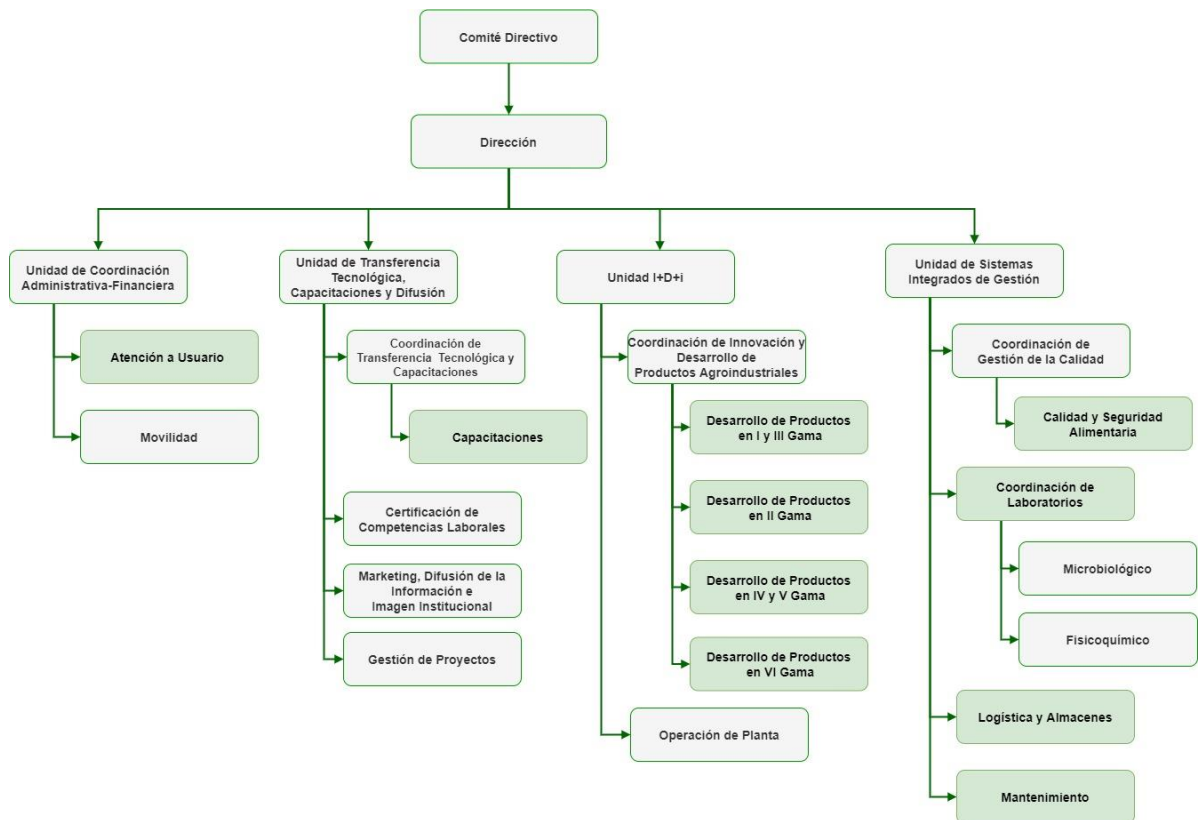 Comité Directivo
Dirección
Unidad de Coordinación
Administrativa-Financiera
Atención a Usuario
Movilidad
Unidad de Transferencia
Tecnológica,
Capacitaciones y Difusión
Coordinación de
Transferencia Tecnológica y
Capacitaciones
Capacitaciones
Certificación de
Competencias Laborales
Marketing, Difusión de la
Información e
Imagen Institucional
Gestión de Proyectos
Unidad I+D+i
Coordinación de Innovación y
Desarrollo de
Productos Agroindustriales
Desarrollo de Productos
en I y III Gama
Desarrollo de Productos
en II Gama
Desarrollo de Productos
en IV y V Gama
Desarrollo de Productos
en VI Gama
Operación de Planta
Unidad de Sistemas
Integrados de Gestión
Coordinación de
Gestión de la Calidad
Calidad y Seguridad
Alimentaria
Coordinación de
Laboratorios
Microbiológico
Fisicoquímico
Logística y Almacenes
Mantenimiento